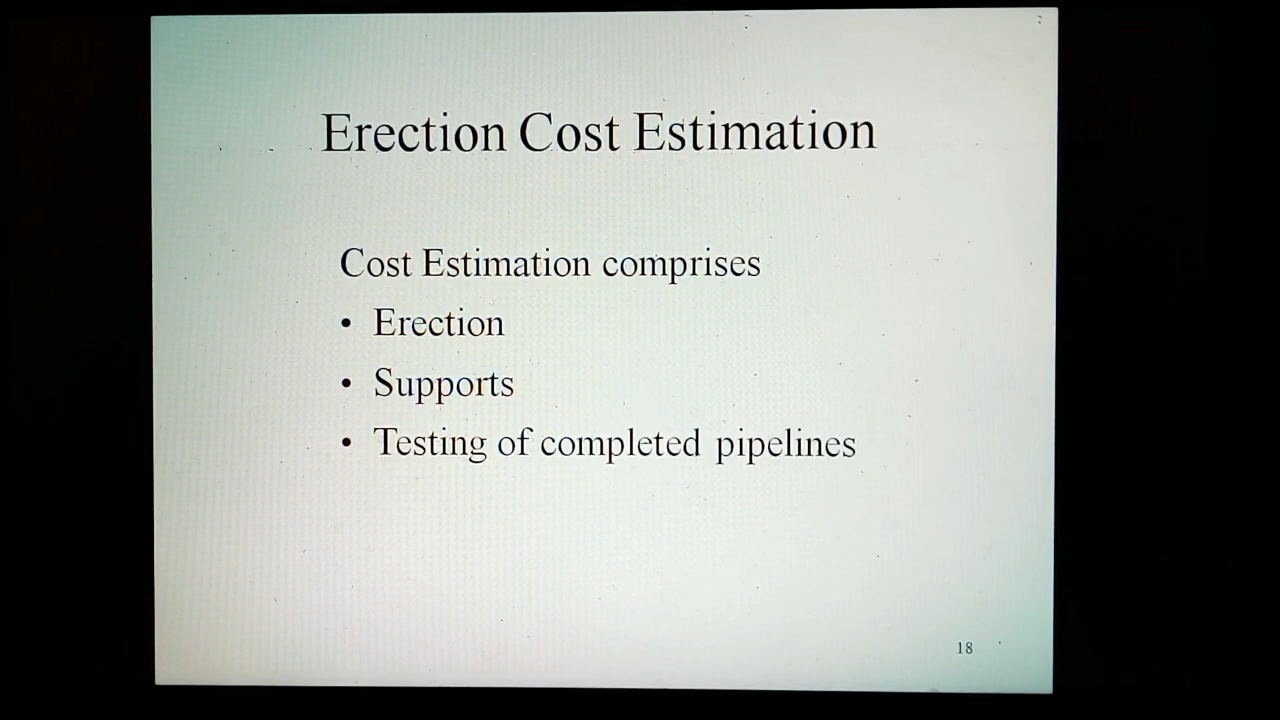 Erection Cost Estimation
Cost Estimation comprises
• Erection
• Supports
• Testing of completed pipelines
18